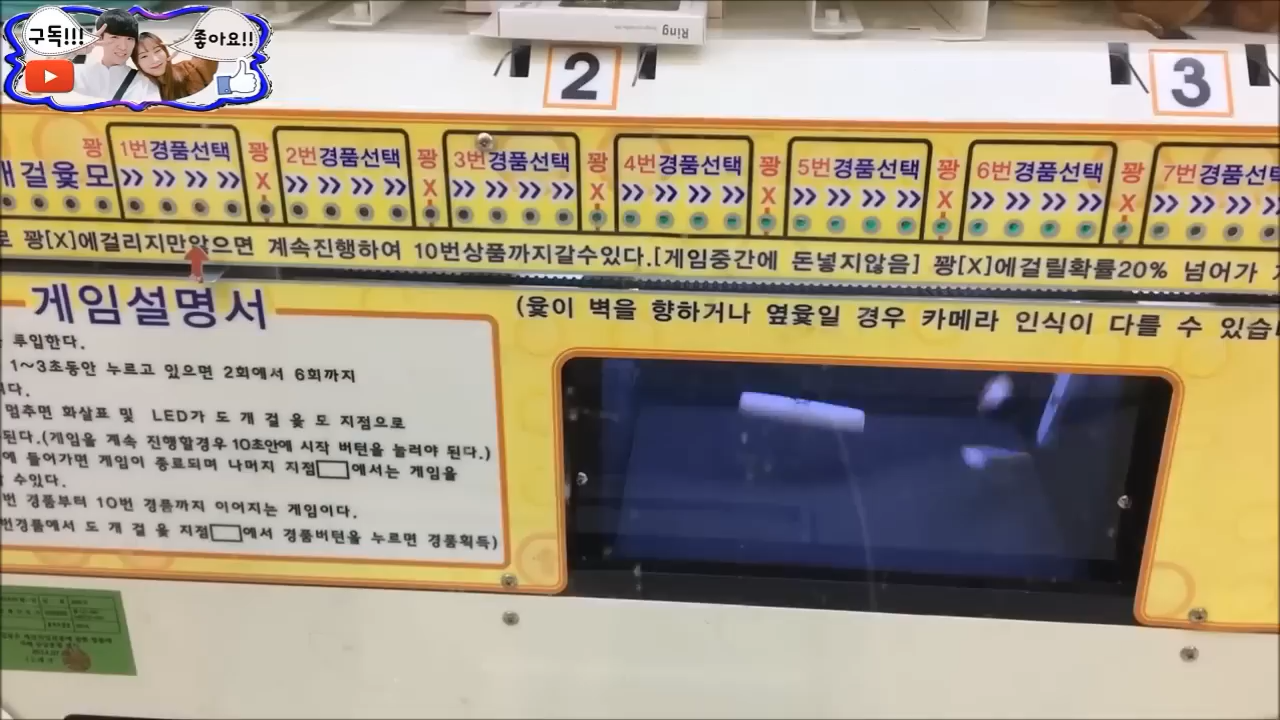 구독!!!
좋아요!!
Ring
2
3
꽝 1번경품선택 꽝 2번경품선택 꽝 3번경품선택 꽝 4번경품선택 꽝 5번경품선택 꽝 6번경품선택 꽝 7번경품선택
개걸윷모 X X X X X X
로 꽝[X]에걸리지만않으면 계속진행하여 10번상품까지갈수있다.[게임중간에 돈넣지않음] 꽝[X]에걸릴확률20% 넘어가
게임설명서
(윷이 벽을 향하거나 옆윷일 경우 카메라 인식이 다를 수 있습니
투입한다.
1~3초동안 누르고 있으면 2회에서 6회까지
멈추면 화살표 및 LED가 도 개 걸 윷 모 지점으로
된다.(게임을 계속 진행할경우 10초안에 시작 버턴을 눌러야 된다.)
에 들어가면 게임이 종료되며 나머지 지점 에서는 게임을
수있다.
번 경품부터 10번 경품까지 이어지는 게임이다.
번경품에서 도 개 걸 윷 지점 에서 경품버턴을 누르면 경품획득)